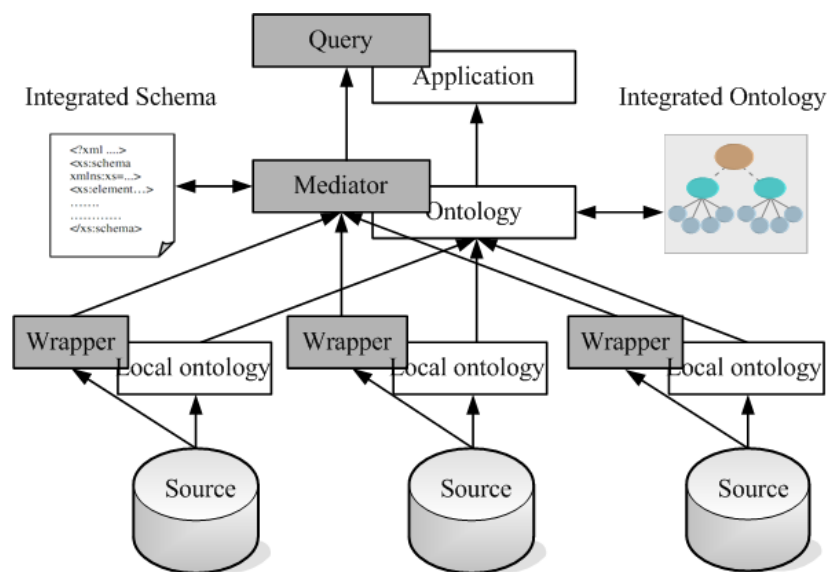 Query
Application
Integrated Schema
Integrated Ontology
<?xml ....>
<xs:schema
xmlns:xs=...>
<xs:element…>
.......
............
</xs:schema>
Mediator
Ontology
Wrapper
Local ontology
Wrapper
Local ontology
Wrapper
Local ontology
Source
Source
Source